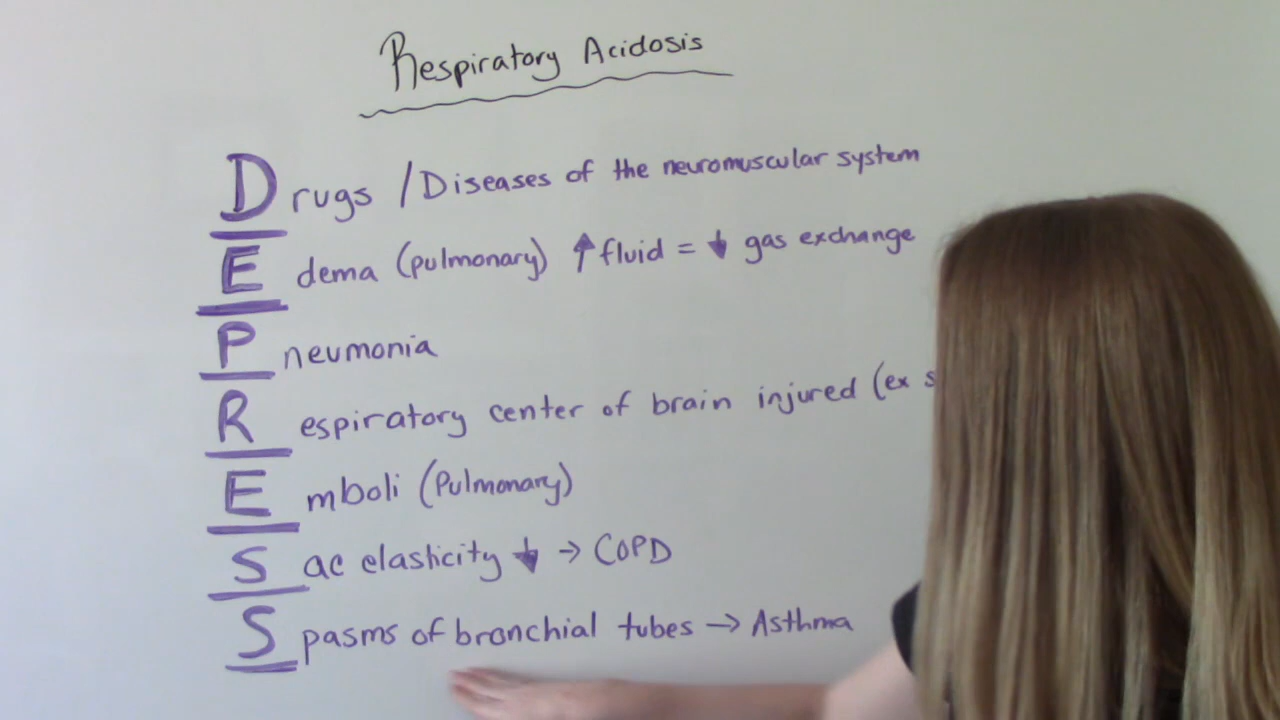 Respiratory Acidosis
Drugs / Diseases of the neuromuscular system
Edema (pulmonary) ↑ fluid = ↓ gas exchange
Pneumonia
Respiratory center of brain injured (ex s
Emboli (Pulmonary)
Sac elasticity ↓ → COPD
Spasms of bronchial tubes → Asthma